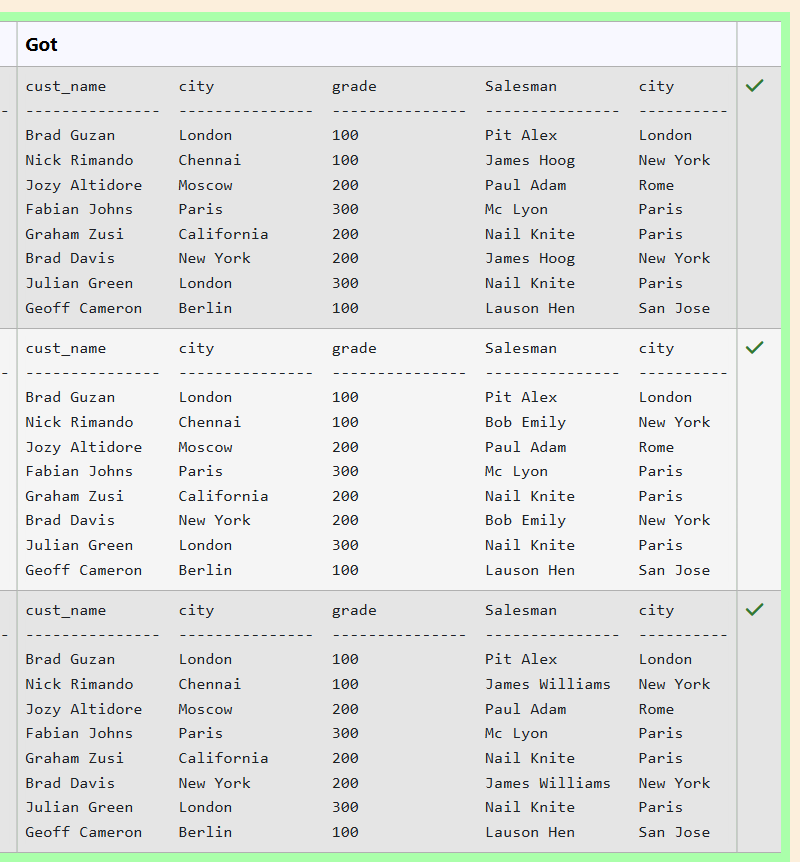 Got
cust_name city grade Salesman city
- --------------- --------------- --------------- --------------- ----------
Brad Guzan London 100 Pit Alex London
Nick Rimando Chennai 100 James Hoog New York
Jozy Altidore Moscow 200 Paul Adam Rome
Fabian Johns Paris 300 Mc Lyon Paris
Graham Zusi California 200 Nail Knite Paris
Brad Davis New York 200 James Hoog New York
Julian Green London 300 Nail Knite Paris
Geoff Cameron Berlin 100 Lauson Hen San Jose
cust_name city grade Salesman city
- --------------- --------------- --------------- --------------- ----------
Brad Guzan London 100 Pit Alex London
Nick Rimando Chennai 100 Bob Emily New York
Jozy Altidore Moscow 200 Paul Adam Rome
Fabian Johns Paris 300 Mc Lyon Paris
Graham Zusi California 200 Nail Knite Paris
Brad Davis New York 200 Bob Emily New York
Julian Green London 300 Nail Knite Paris
Geoff Cameron Berlin 100 Lauson Hen San Jose
cust_name city grade Salesman city
- --------------- --------------- --------------- --------------- ----------
Brad Guzan London 100 Pit Alex London
Nick Rimando Chennai 100 James Williams New York
Jozy Altidore Moscow 200 Paul Adam Rome
Fabian Johns Paris 300 Mc Lyon Paris
Graham Zusi California 200 Nail Knite Paris
Brad Davis New York 200 James Williams New York
Julian Green London 300 Nail Knite Paris
Geoff Cameron Berlin 100 Lauson Hen San Jose